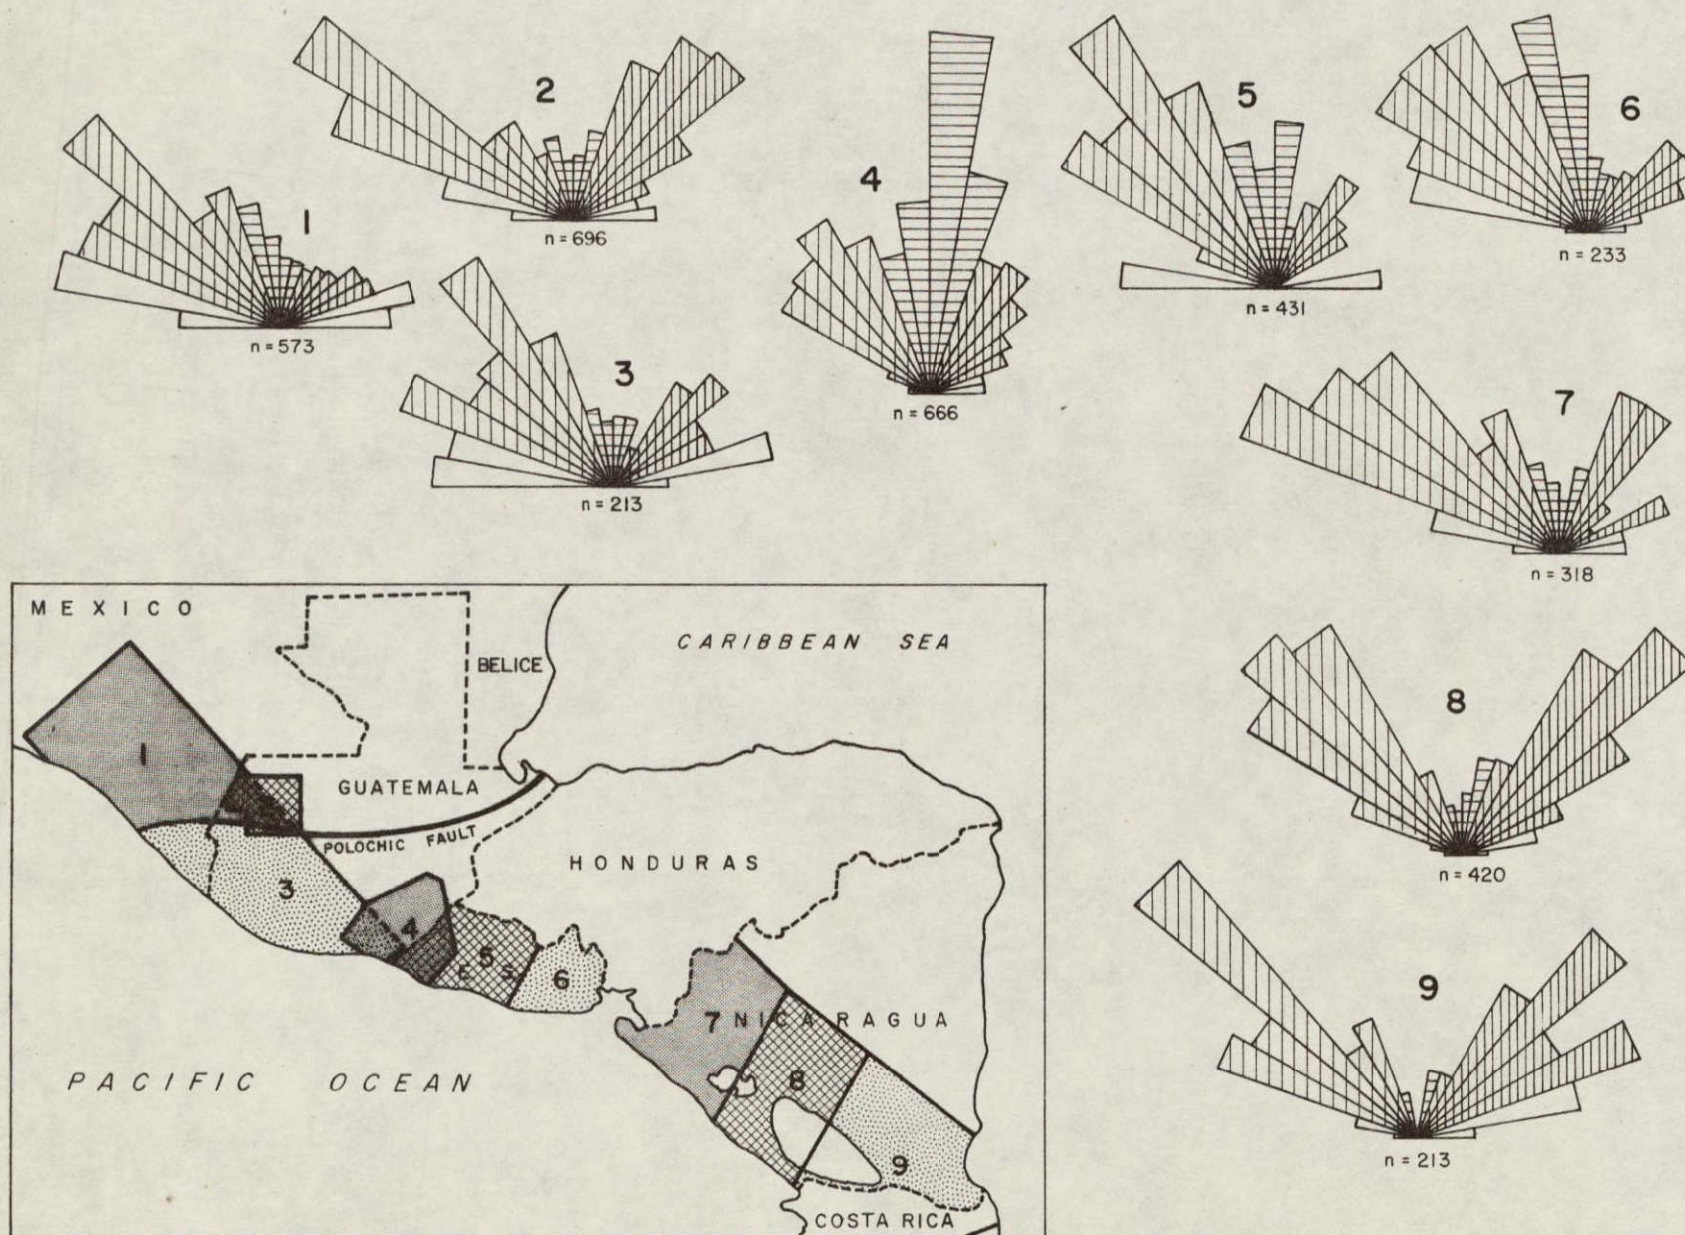 1
n = 573
2
n = 696
3
n = 213
4
n = 666
5
n = 431
6
n = 233
7
n = 318
8
n = 420
9
n = 213
MEXICO
CARIBBEAN SEA
BELICE
1
GUATEMALA
POLOCHIC FAULT
HONDURAS
3
4
5
E S
6
7 NICARAGUA
PACIFIC OCEAN
8
9
COSTA RICA